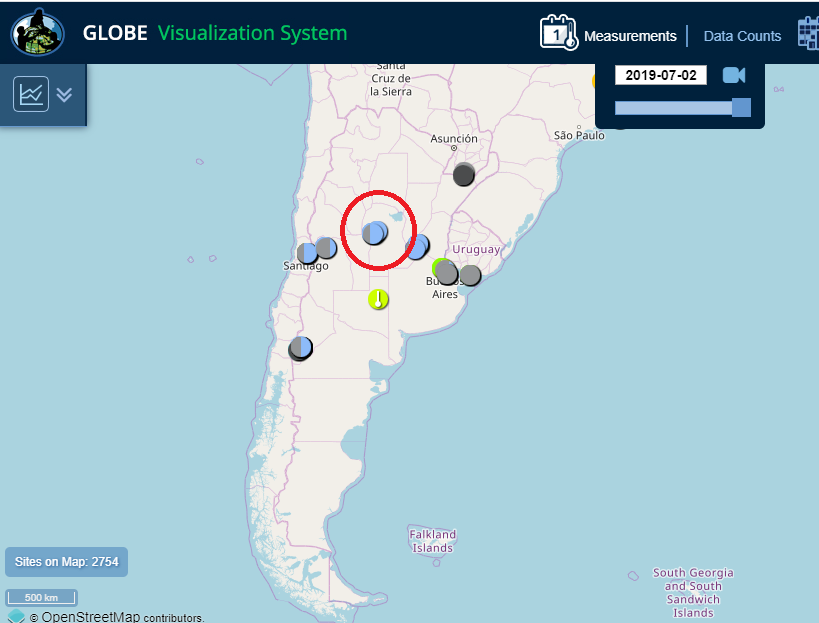 GLOBE Visualization System
1
Measurements
Data Counts
2019-07-02
Santa
Cruz de
la Sierra
Asunción
São Paulo
Uruguay
Santiago
Buenos
Aires
Falkland
Islands
South Georgia
and South
Sandwich
Islands
Sites on Map: 2754
500 km
© OpenStreetMap contributors.